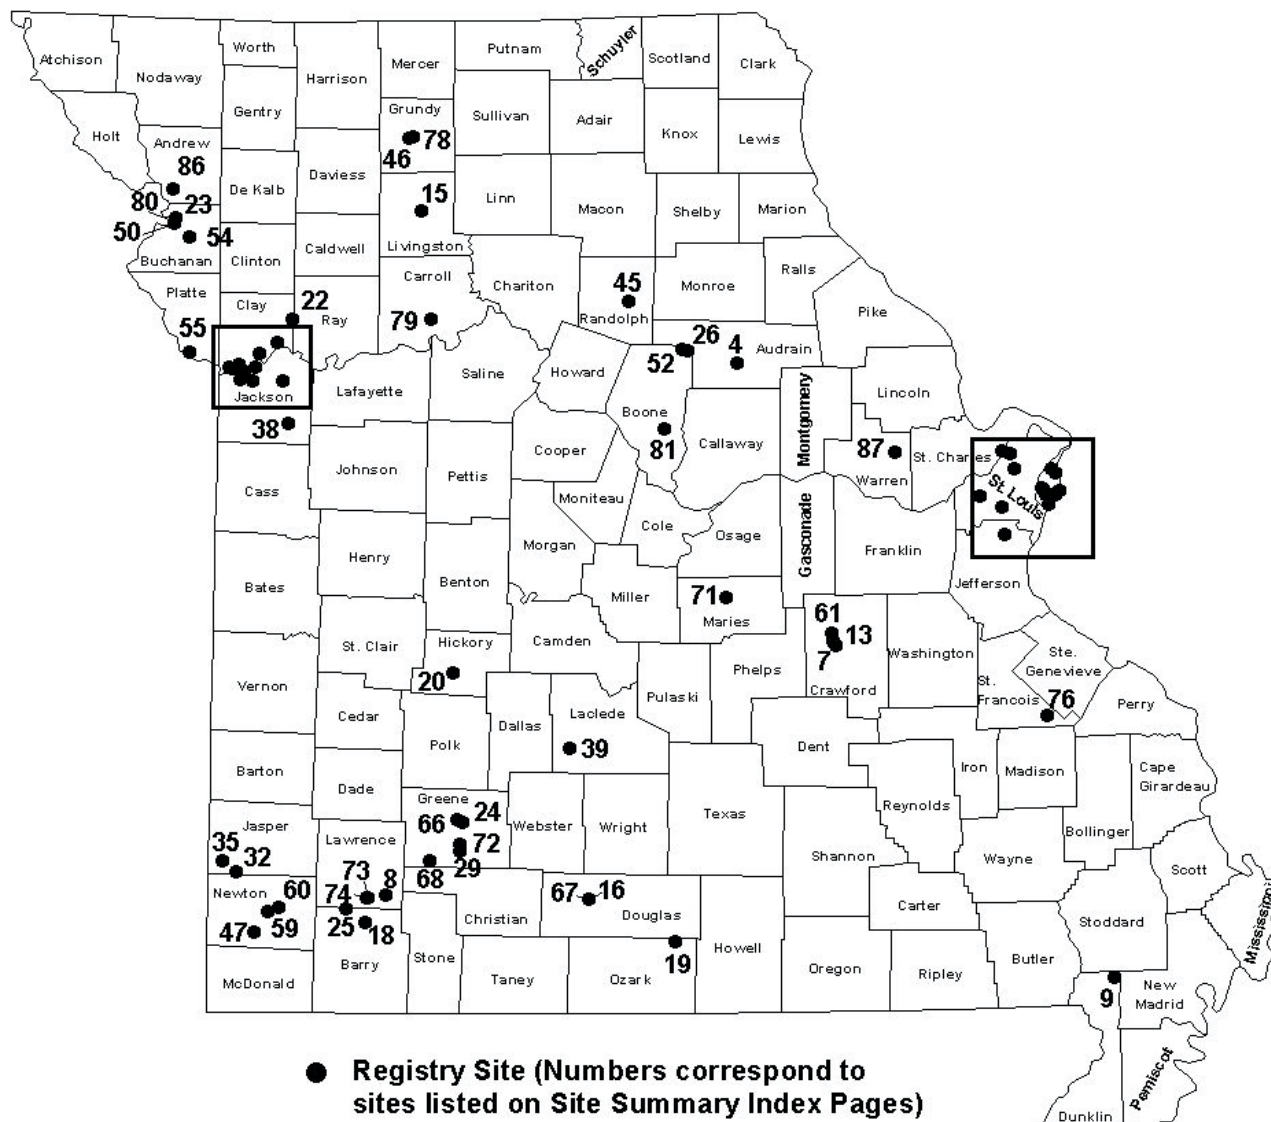 Atchison
Nodaway
Worth
Harrison
Mercer
Putnam
Schuyler
Scotland
Clark
Holt
Andrew
Gentry
Grundy
Sullivan
Adair
Knox
Lewis
86
De Kalb
Daviess
46
78
15
Linn
Macon
Shelby
Marion
80
23
50
54
Buchanan
Clinton
Caldwell
Livingston
Carroll
Chariton
45
Randolph
Monroe
Ralls
Platte
Clay
22
Ray
79
Pike
55
52
26
4
Audrain
Jackson
Lafayette
Saline
Howard
Boone
81
Callaway
Montgomery
Lincoln
38
Cooper
87
Warren
St. Charles
St. Louis
Cass
Johnson
Pettis
Moniteau
Cole
Osage
Gasconade
Franklin
Jefferson
Bates
Henry
Benton
Morgan
Miller
71
Maries
61
13
7
Crawford
Washington
St. Clair
Hickory
20
Camden
Pulaski
Phelps
Ste.
Genevieve
St.
Francois
76
Perry
Vernon
Cedar
Polk
Dallas
Laclede
39
Dent
Iron
Madison
Cape
Girardeau
Barton
Dade
Greene
66
24
72
29
68
Webster
Wright
Texas
Reynolds
Bollinger
Jasper
35
32
Lawrence
73
74
8
Shannon
Wayne
Scott
Newton
60
59
47
25
18
Barry
Christian
67
16
Douglas
19
Howell
Carter
Stoddard
Mississippi
McDonald
Stone
Taney
Ozark
Oregon
Ripley
Butler
9
New
Madrid
Pemiscot
Dunklin
Registry Site (Numbers correspond to
sites listed on Site Summary Index Pages)